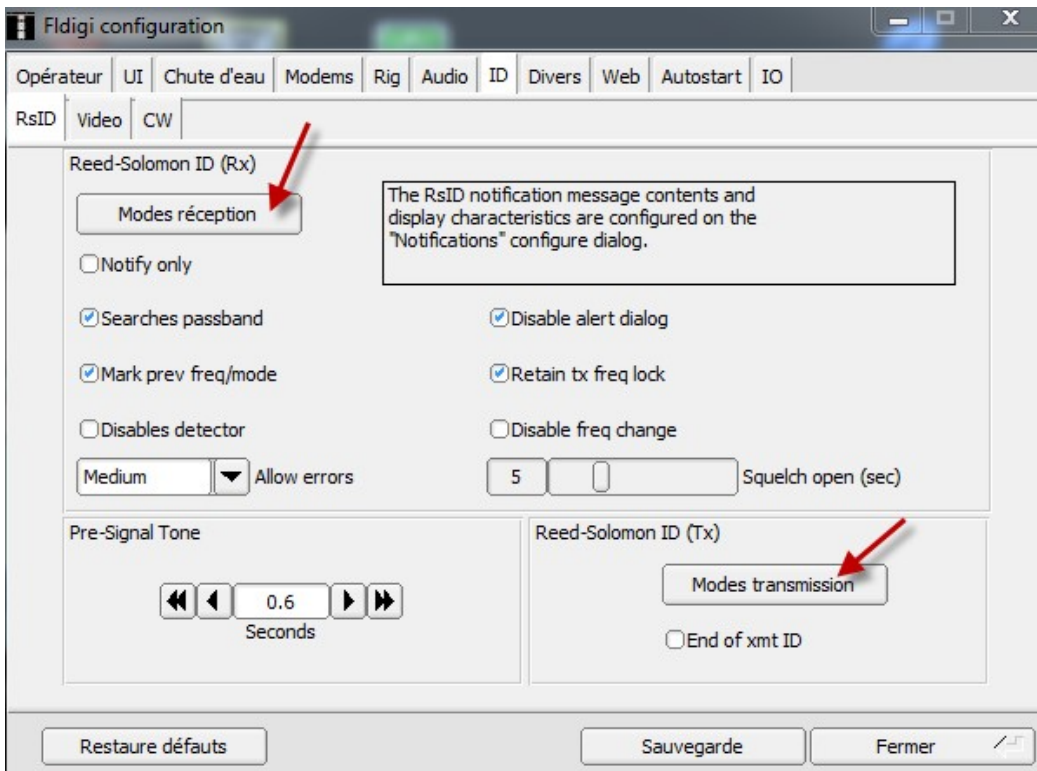 Fldigi configuration
Opérateur UI Chute d'eau Modems Rig Audio ID Divers Web Autostart IO
RsID Video CW
Reed-Solomon ID (Rx)
Modes réception
The RsID notification message contents and
display characteristics are configured on the
"Notifications" configure dialog.
Notify only
Searches passband
Disable alert dialog
Mark prev freq/mode
Retain tx freq lock
Disables detector
Disable freq change
Medium Allow errors
5 Squelch open (sec)
Pre-Signal Tone
0.6
Seconds
Reed-Solomon ID (Tx)
Modes transmission
End of xmt ID
Restaure défauts
Sauvegarde
Fermer